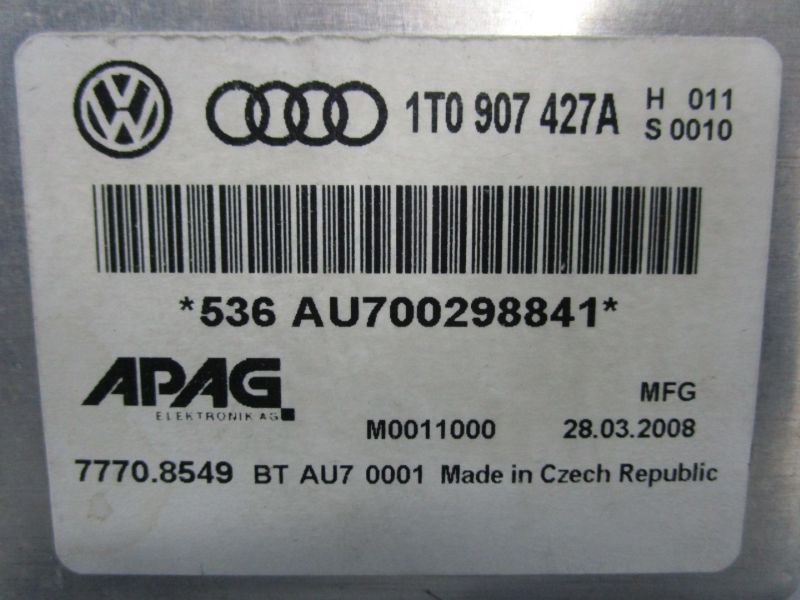 1T0 907 427A H 011
S 0010
*536 AU700298841*
APAG
ELEKTRONIK AG
MFG
M0011000 28.03.2008
7770.8549 BT AU7 0001 Made in Czech Republic